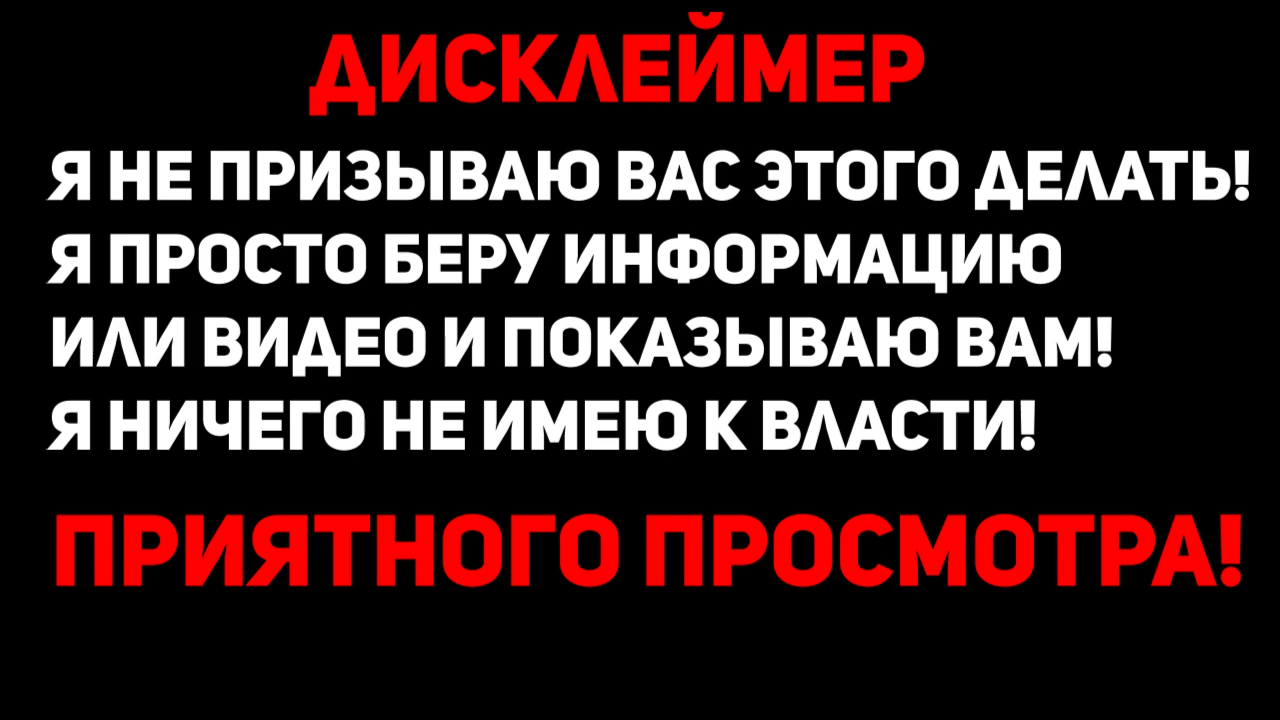 ДИСКЛЕЙМЕР
Я НЕ ПРИЗЫВАЮ ВАС ЭТОГО ДЕЛАТЬ!
Я ПРОСТО БЕРУ ИНФОРМАЦИЮ
ИЛИ ВИДЕО И ПОКАЗЫВАЮ ВАМ!
Я НИЧЕГО НЕ ИМЕЮ К ВЛАСТИ!
ПРИЯТНОГО ПРОСМОТРА!